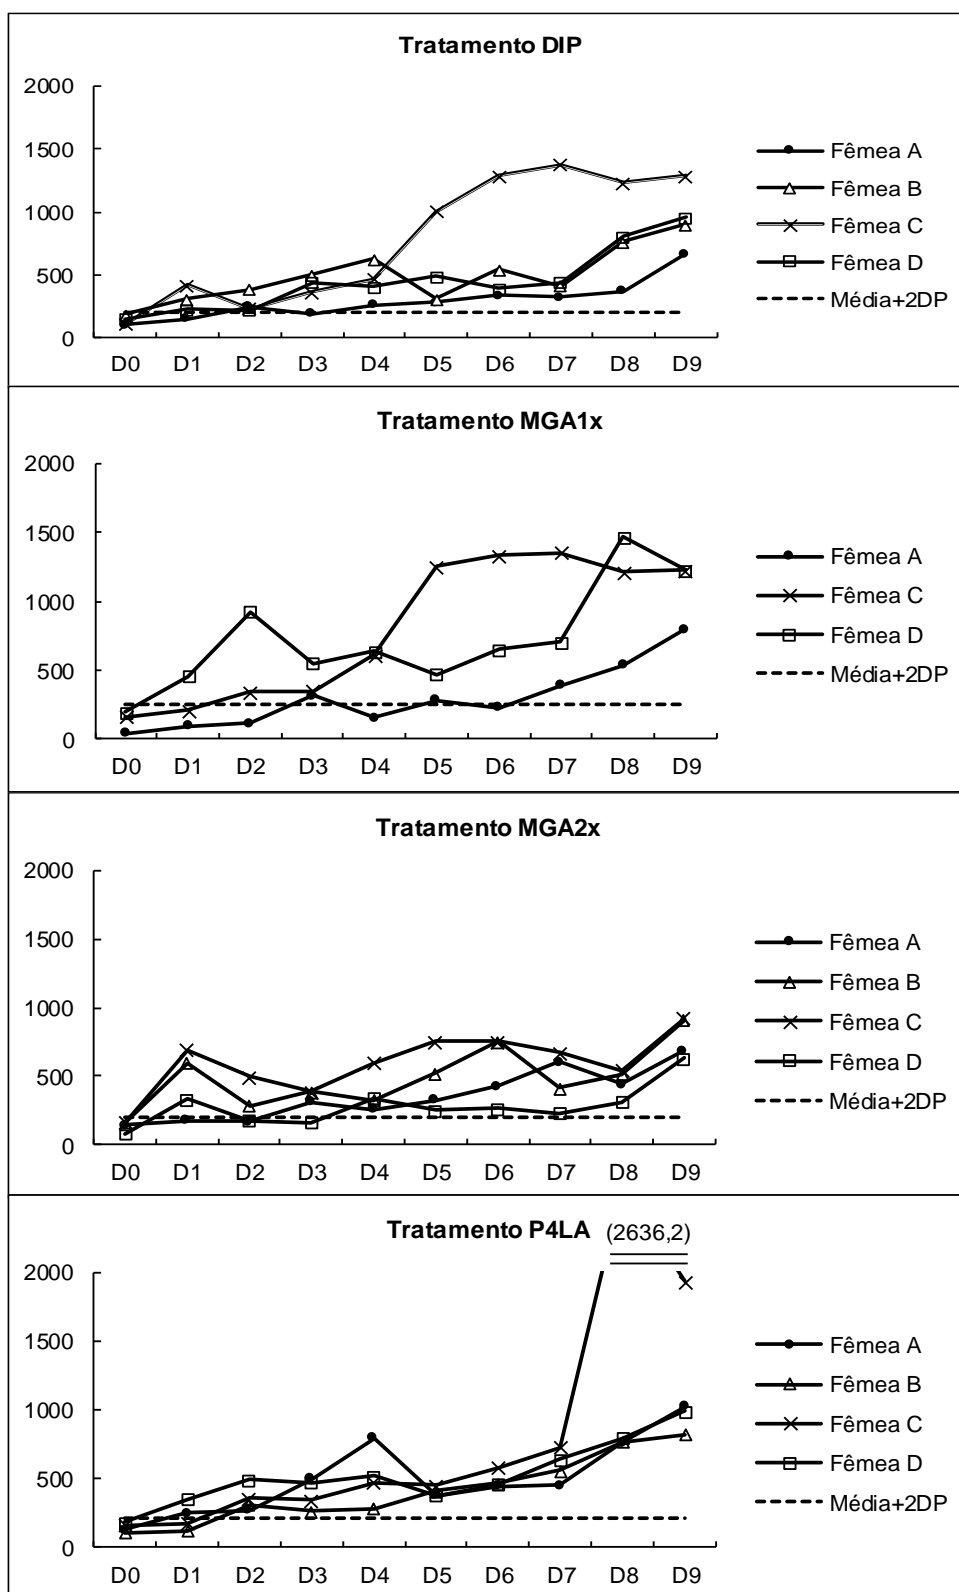 Tratamento DIP
2000
1500
1000
500
0
D0 D1 D2 D3 D4 D5 D6 D7 D8 D9
Fêmea A
Fêmea B
Fêmea C
Fêmea D
Média+2DP
Tratamento MGA1x
2000
1500
1000
500
0
D0 D1 D2 D3 D4 D5 D6 D7 D8 D9
Fêmea A
Fêmea C
Fêmea D
Média+2DP
Tratamento MGA2x
2000
1500
1000
500
0
D0 D1 D2 D3 D4 D5 D6 D7 D8 D9
Fêmea A
Fêmea B
Fêmea C
Fêmea D
Média+2DP
Tratamento P4LA (2636,2)
2000
1500
1000
500
0
D0 D1 D2 D3 D4 D5 D6 D7 D8 D9
Fêmea A
Fêmea B
Fêmea C
Fêmea D
Média+2DP